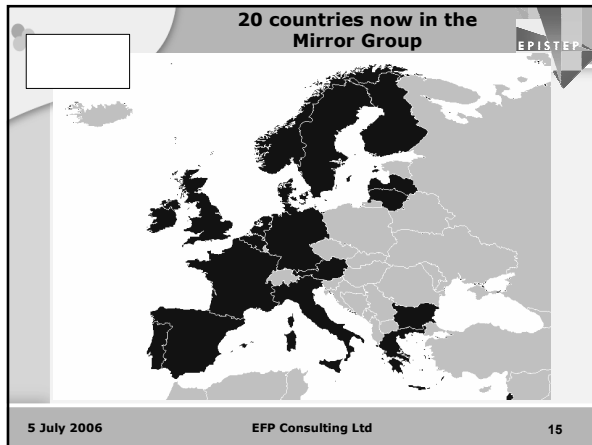 20 countries now in the
Mirror Group
EPISTEP
5 July 2006
EFP Consulting Ltd
15